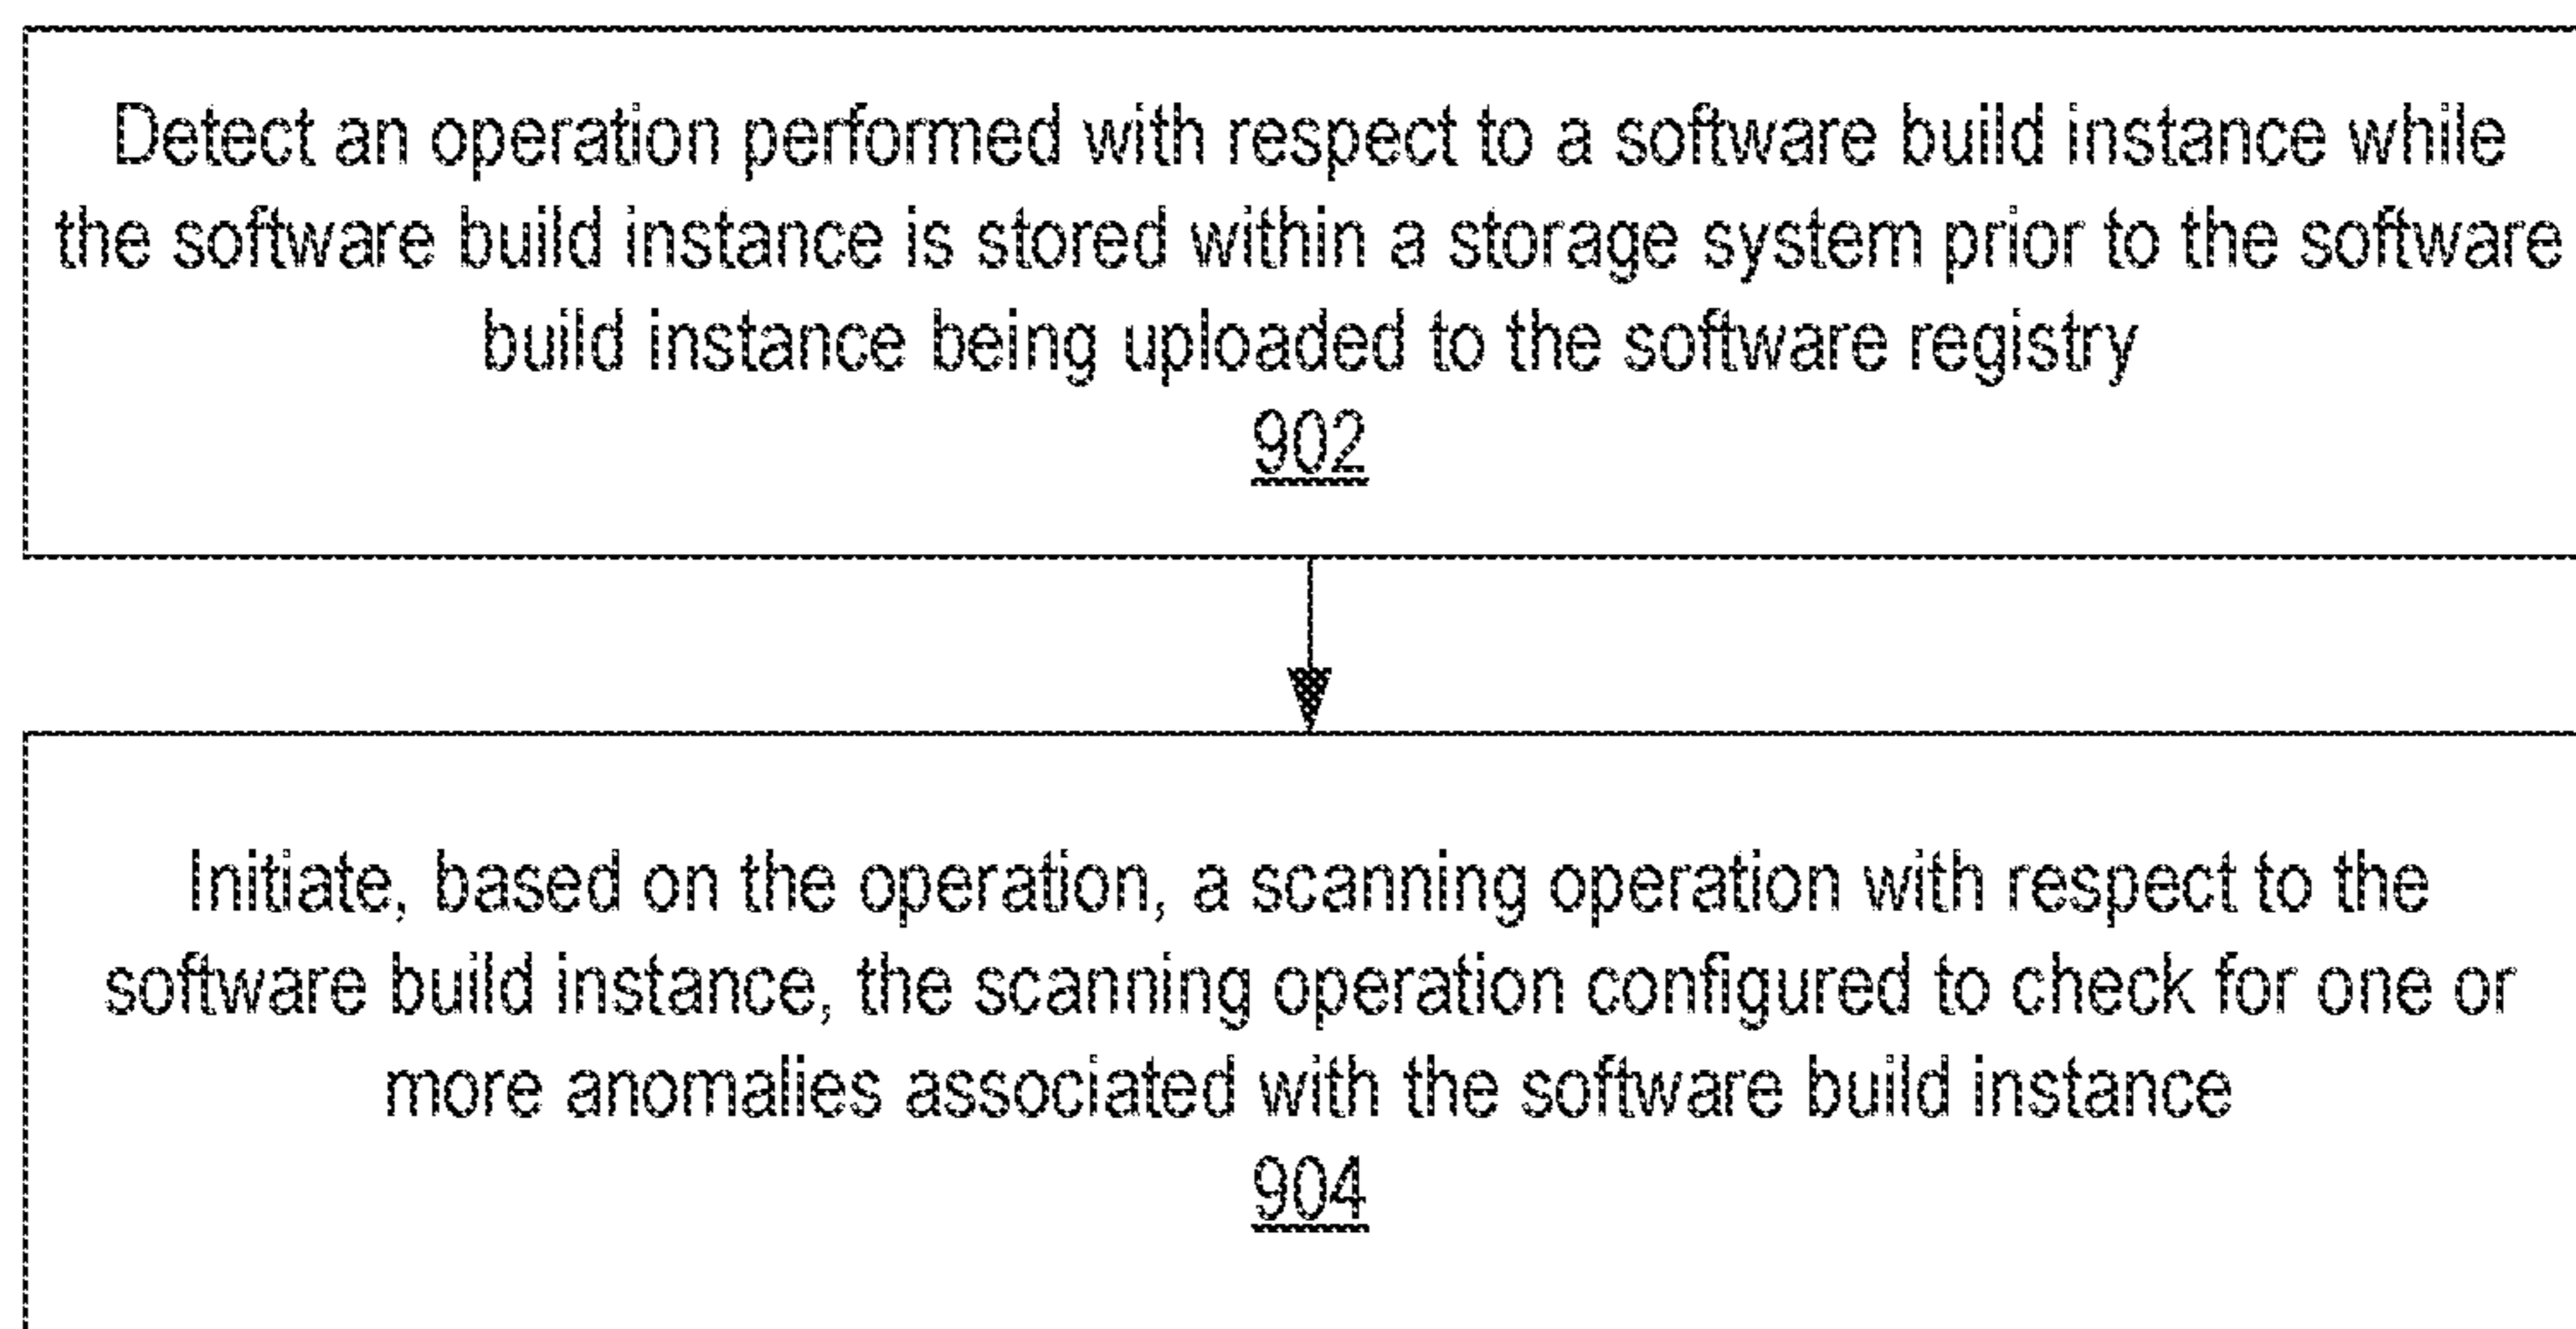 Detect an operation performed with respect to a software build instance while
the software build instance is stored within a storage system prior to the software
build instance being uploaded to the software registry
902
Initiate, based on the operation, a scanning operation with respect to the
software build instance, the scanning operation configured to check for one or
more anomalies associated with the software build instance
904